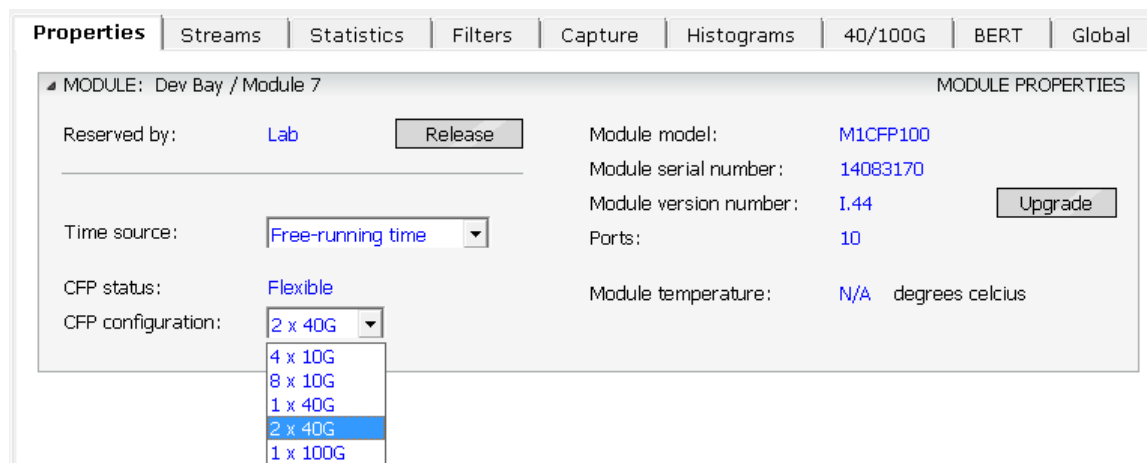 Properties Streams Statistics Filters Capture Histograms 40/100G BERT Global
MODULE: Dev Bay / Module 7 MODULE PROPERTIES
Reserved by: Lab Release Module model: M1CFP100
Module serial number: 14083170
Module version number: I.44 Upgrade
Time source: Free-running time Ports: 10
CFP status: Flexible Module temperature: N/A degrees celcius
CFP configuration: 2 x 40G
4 x 10G
8 x 10G
1 x 40G
2 x 40G
1 x 100G